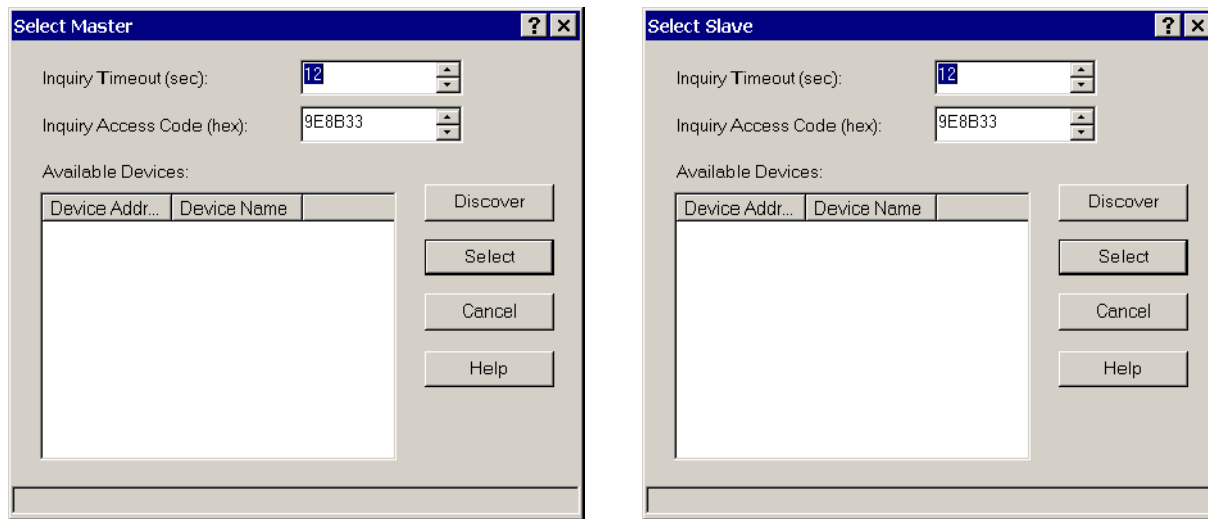 Select Master
Inquiry Timeout (sec): 12
Inquiry Access Code (hex): 9E8B33
Available Devices:
Device Addr... Device Name
Discover
Select
Cancel
Help
Select Slave
Inquiry Timeout (sec): 12
Inquiry Access Code (hex): 9E8B33
Available Devices:
Device Addr... Device Name
Discover
Select
Cancel
Help